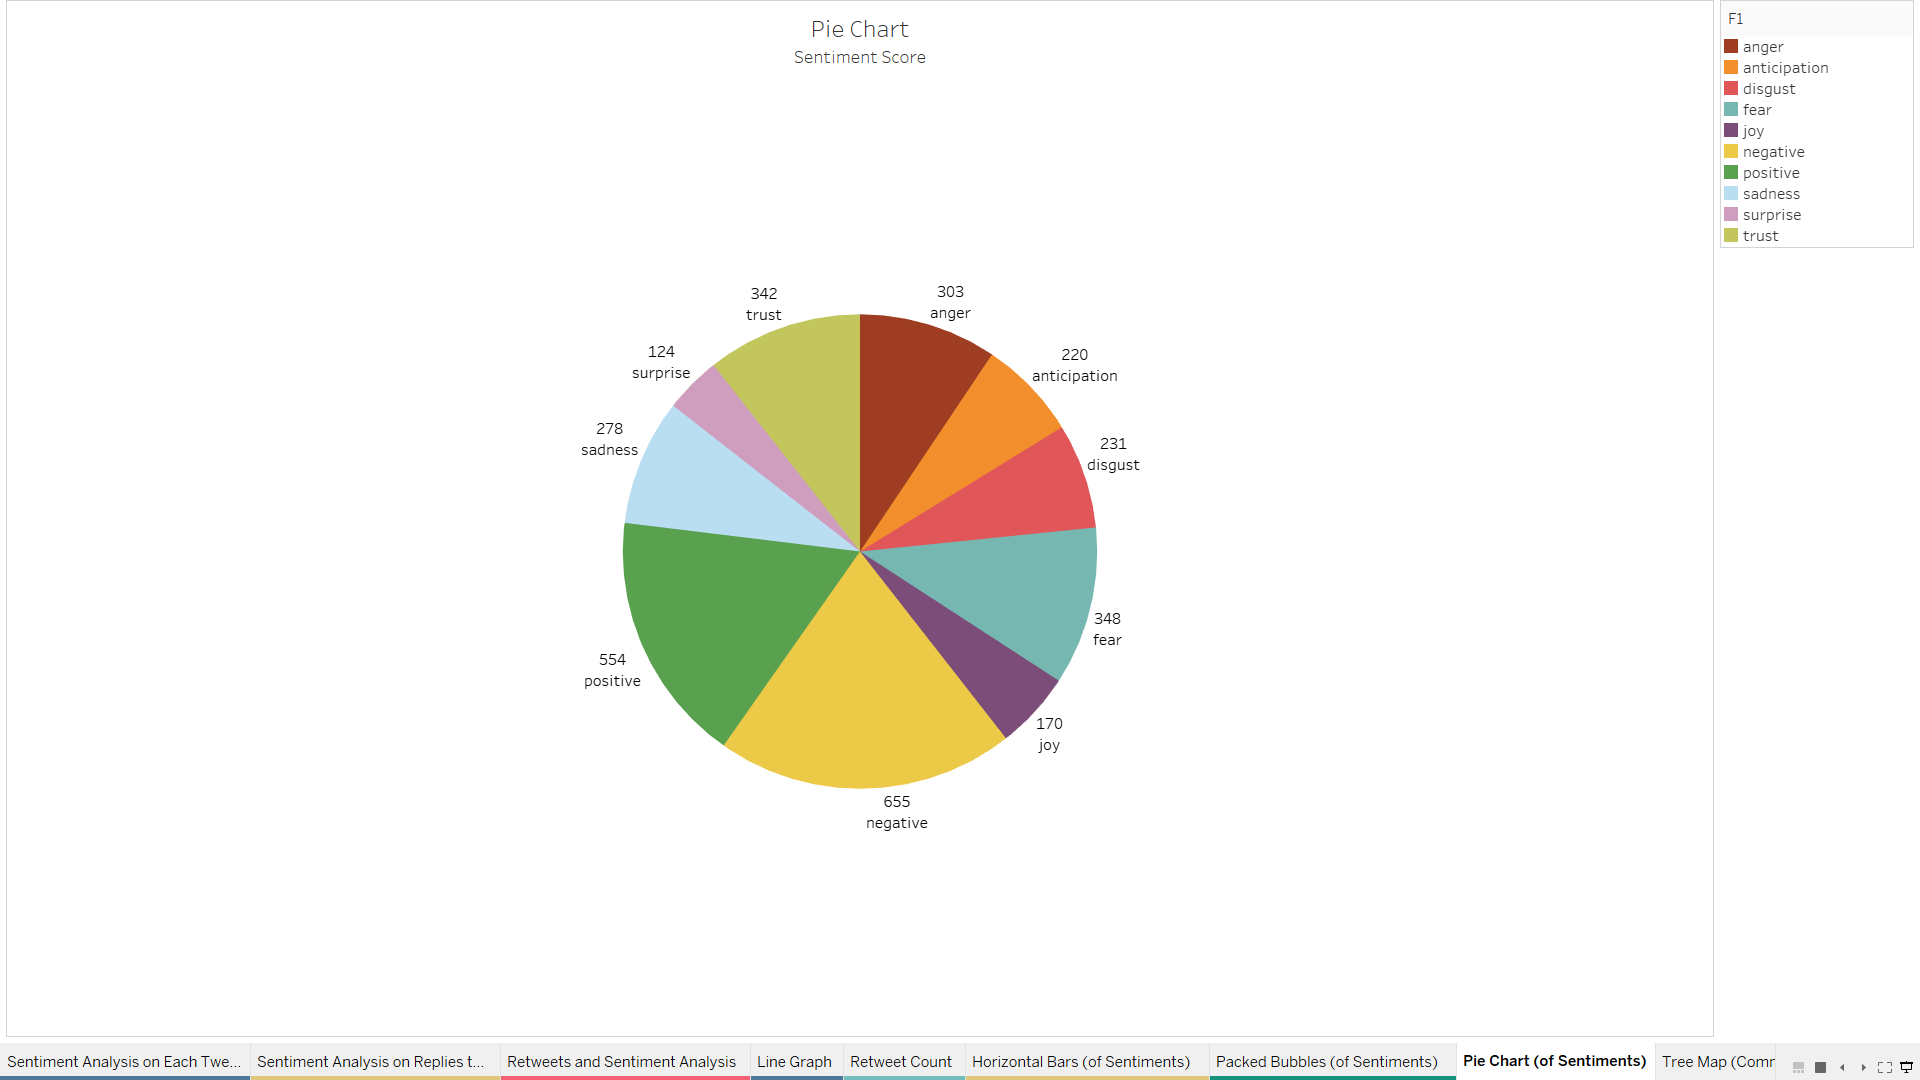 Pie Chart
Sentiment Score
F1
anger
anticipation
disgust
fear
joy
negative
positive
sadness
surprise
trust
342
trust
303
anger
124
surprise
220
anticipation
278
sadness
231
disgust
348
fear
554
positive
170
joy
655
negative
Sentiment Analysis on Each Twe... Sentiment Analysis on Replies t... Retweets and Sentiment Analysis Line Graph Retweet Count Horizontal Bars (of Sentiments) Packed Bubbles (of Sentiments) Pie Chart (of Sentiments) Tree Map (Comr